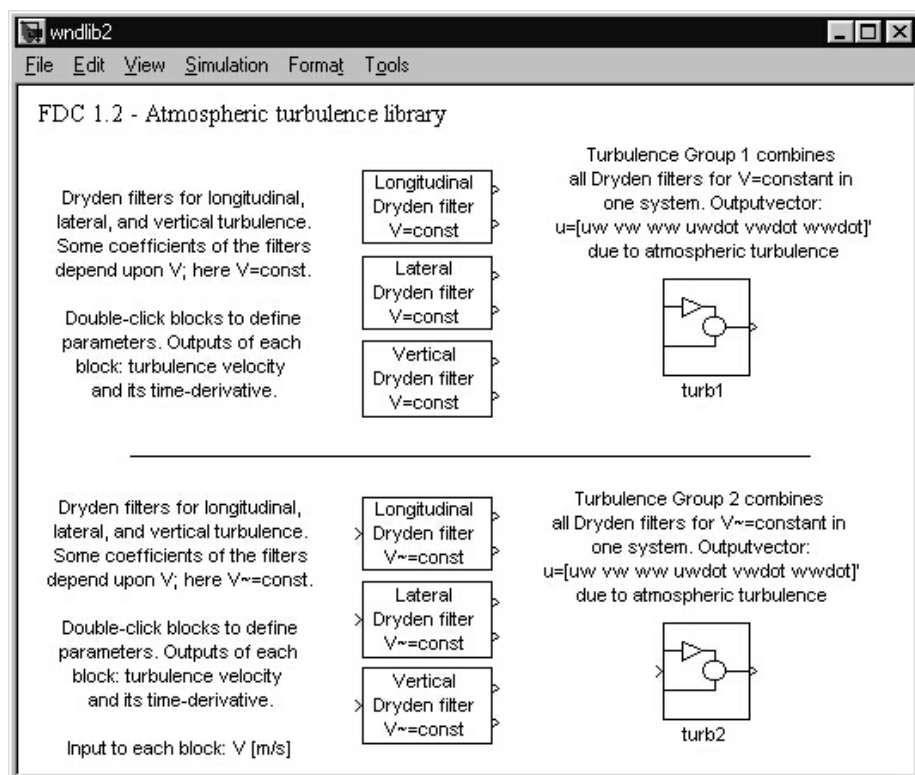 wndlib2
File Edit View Simulation Format Tools
FDC 1.2 - Atmospheric turbulence library
Dryden filters for longitudinal,
lateral, and vertical turbulence.
Some coefficients of the filters
depend upon V; here V=const.
Double-click blocks to define
parameters. Outputs of each
block: turbulence velocity
and its time-derivative.
Longitudinal
Dryden filter
V=const
Lateral
Dryden filter
V=const
Vertical
Dryden filter
V=const
Turbulence Group 1 combines
all Dryden filters for V=constant in
one system. Outputvector:
u=[uw vw ww uwdot vwdot wwdot]'
due to atmospheric turbulence
turb1
Dryden filters for longitudinal,
lateral, and vertical turbulence.
Some coefficients of the filters
depend upon V; here V~=const.
Double-click blocks to define
parameters. Outputs of each
block: turbulence velocity
and its time-derivative.
Input to each block: V [m/s]
Longitudinal
Dryden filter
V~=const
Lateral
Dryden filter
V~=const
Vertical
Dryden filter
V~=const
Turbulence Group 2 combines
all Dryden filters for V~=constant in
one system. Outputvector:
u=[uw vw ww uwdot vwdot wwdot]'
due to atmospheric turbulence
turb2